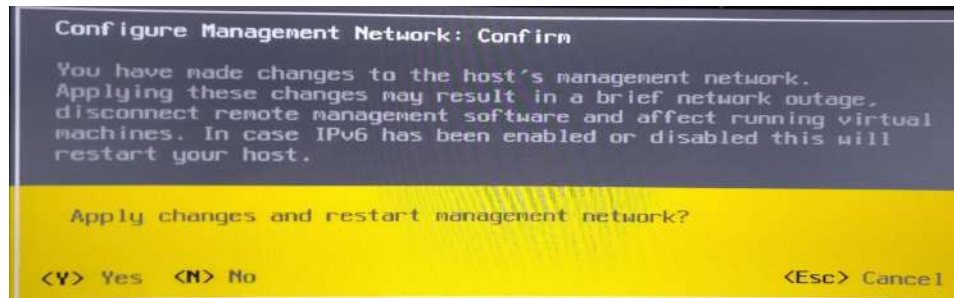 Configure Management Network: Confirm
You have made changes to the host's management network.
Applying these changes may result in a brief network outage,
disconnect remote management software and affect running virtual
machines. In case IPv6 has been enabled or disabled this will
restart your host.
Apply changes and restart management network?
<Y> Yes <N> No <Esc> Cancel